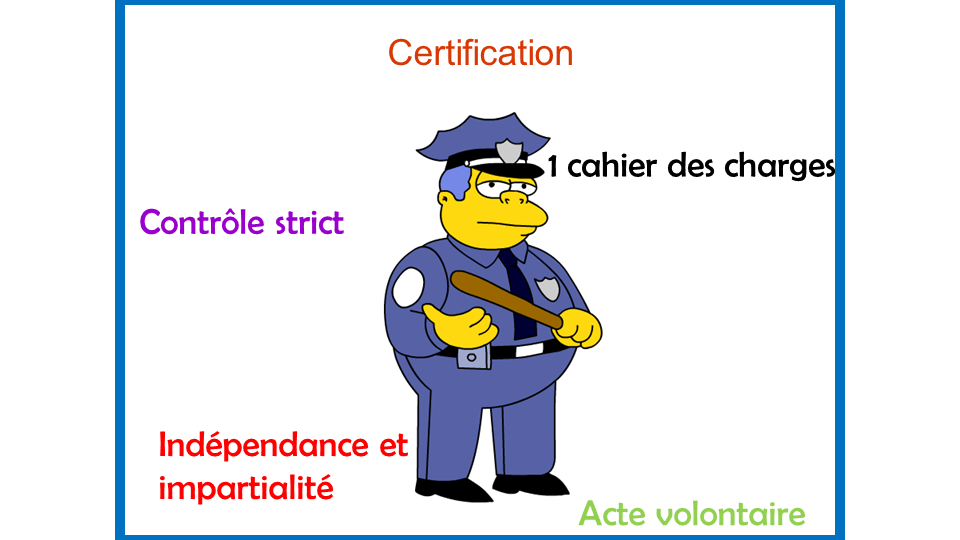 Certification
1 cahier des charges
Contrôle strict
Indépendance et
impartialité
Acte volontaire